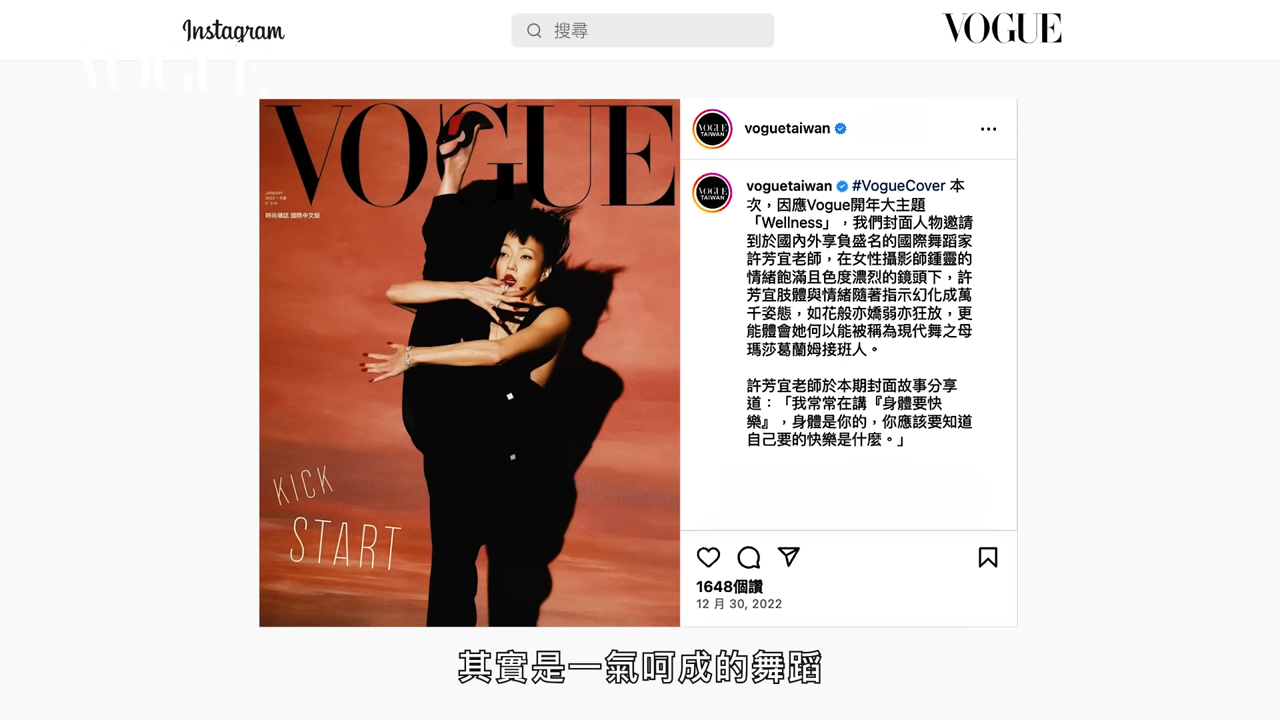 Instagram
搜尋
VOGUE
VOGUE
VOGUE
JANUARY
時尚雜誌 國際中文版
KICK
START
VOGUE
TAIWAN
voguetaiwan
VOGUE
TAIWAN
voguetaiwan #VogueCover 本
次，因應Vogue開年大主題
「Wellness」，我們封面人物邀請
到於國內外享負盛名的國際舞蹈家
許芳宜老師，在女性攝影師鍾靈的
情緒飽滿且色度濃烈的鏡頭下，許
芳宜肢體與情緒隨著指示幻化成萬
千姿態，如花般亦嬌弱亦狂放，更
能體會她何以能被稱為現代舞之母
瑪莎葛蘭姆接班人。
許芳宜老師於本期封面故事分享
道：「我常常在講『身體要快
樂』，身體是你的，你應該要知道
自己要的快樂是什麼。」
1648個讚
12 月 30, 2022
其實是一氣呵成的舞蹈